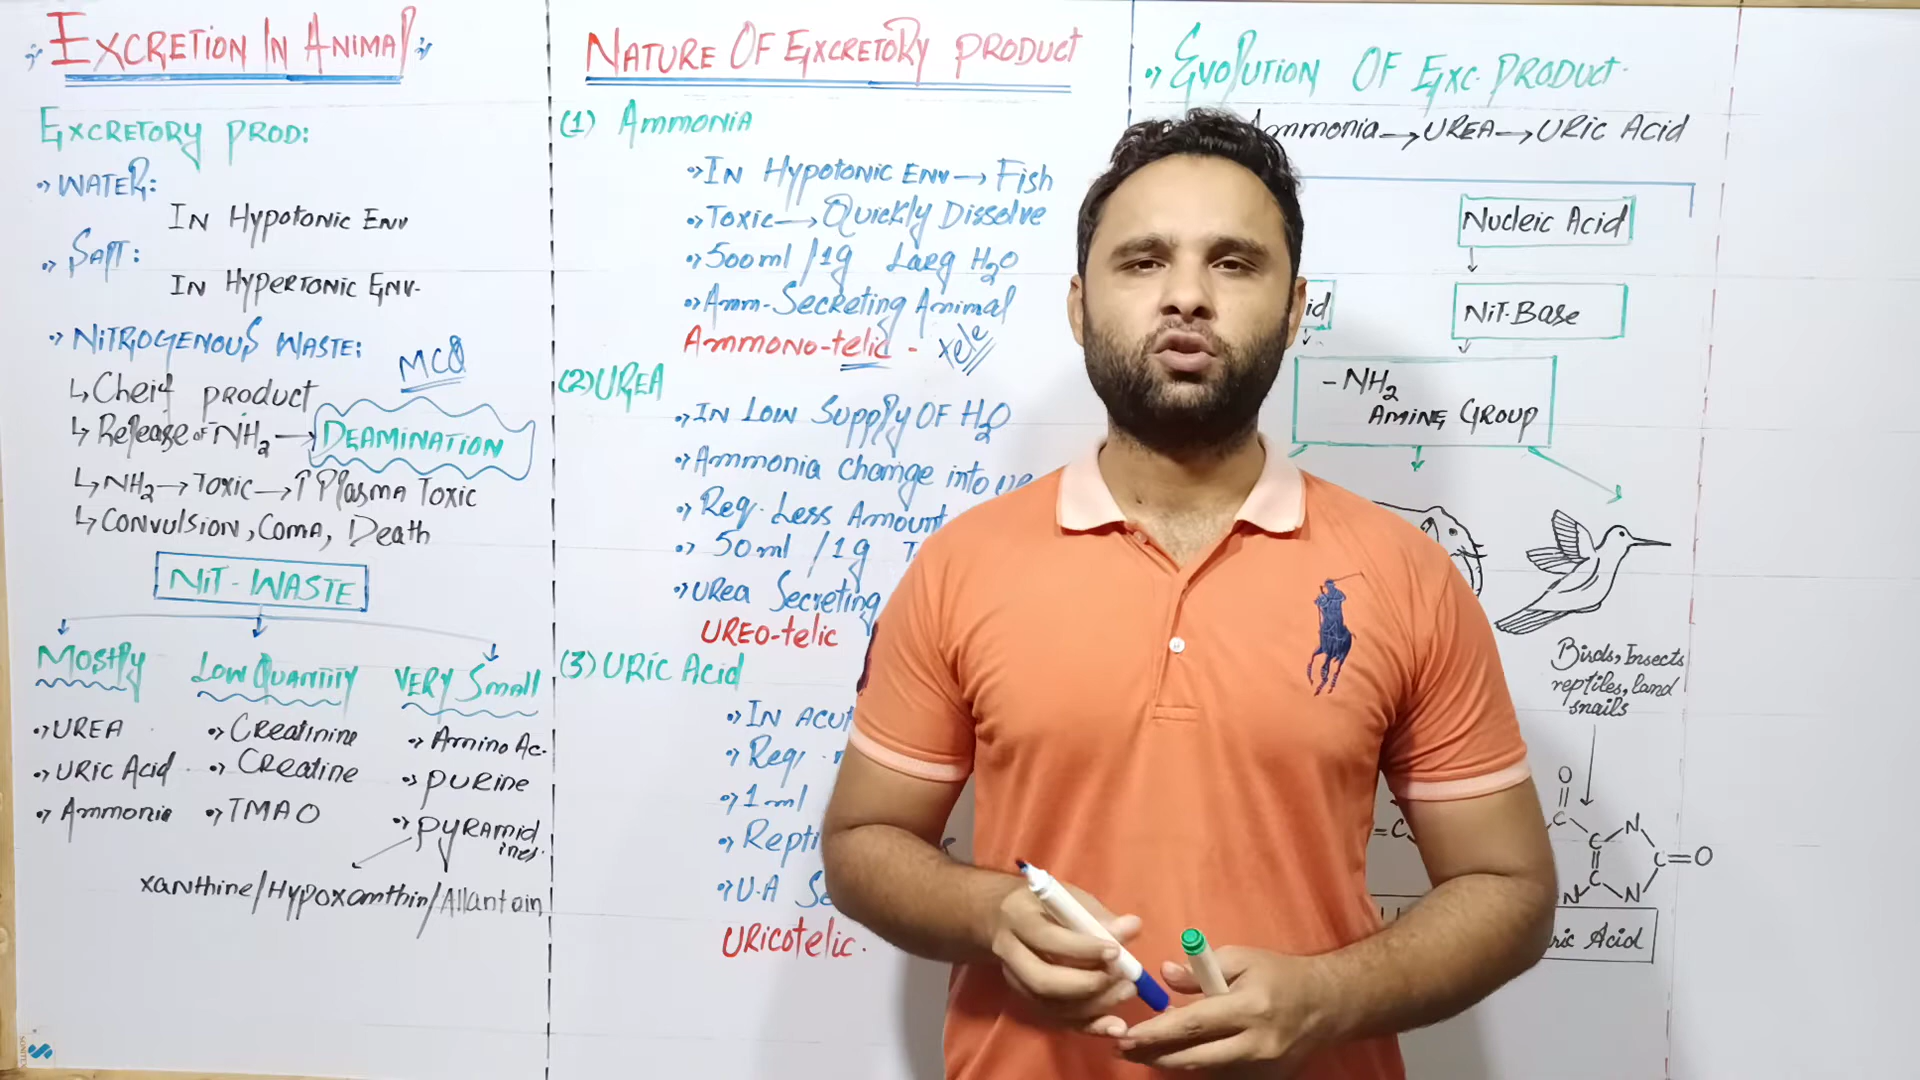 EXCRETION IN ANIMAL
EXCRETORY PROD:
WATER:
IN Hypotonic Env
SALT:
IN Hypertonic Env.
NITROGENOUS WASTE:
MCQ
Cheif product
Release of -NH2 → DEAMINATION
NH2 → Toxic → ↑ Plasma Toxic
Convulsion, Coma, Death
NIT-WASTE
MOSTLY
UREA
URIC Acid
Ammonia
LOW QUANTITY
Creatinine
Creatine
TMAO
VERY Small
Amino Ac.
PURINE
PYRAMID
ines.
Xanthine/Hypoxanthin/Allantoin
NATURE OF EXCRETORY PRODUCT
(1) Ammonia
IN Hypotonic Env → Fish
Toxic → Quickly Dissolve
500ml/1g Larg H2O
Amm-Secreting Animal
Ammono-telic -
(2) UREA
IN LOW Supply OF H2O
Ammonia change into
Req. Less Amount
50ml/1g
Urea Secreting
UREO-telic
(3) URIC Acid
IN
Req.
1ml
U.A
URICOTELIC.
EVOLUTION OF EXC. PRODUCT.
Ammonia → UREA → URIC Acid
Nucleic Acid
NIT-Base
-NH2
AMINE GROUP
Birds, Insects
reptiles, land
snails
O
C
N
C
C=O
C
N
N
=C
Acid
SONITE